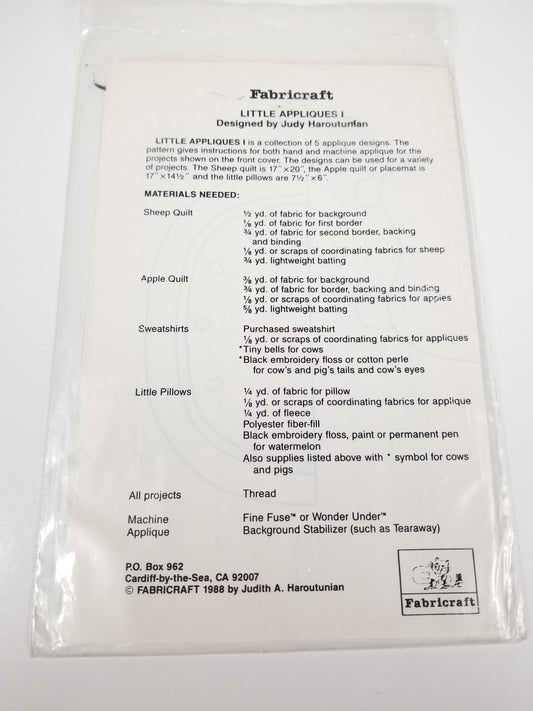 Fabricraft
LITTLE APPLIQUES I
Designed by Judy Haroutunian
LITTLE APPLIQUES I is a collection of 5 applique designs. The
pattern gives instructions for both hand and machine applique for the
projects shown on the front cover. The designs can be used for a variety
of projects. The Sheep quilt is 17" x 20", the Apple quilt or placemat is
17" x 14½" and the little pillows are 7½" x 6".
MATERIALS NEEDED:
Sheep Quilt ½ yd. of fabric for background
⅛ yd. of fabric for first border
¾ yd. of fabric for second border, backing
and binding
⅛ yd. or scraps of coordinating fabrics for sheep
¾ yd. lightweight batting
Apple Quilt ⅜ yd. of fabric for background
¾ yd. of fabric for border, backing and binding
⅛ yd. or scraps of coordinating fabrics for apples
⅝ yd. lightweight batting
Sweatshirts Purchased sweatshirt
⅛ yd. or scraps of coordinating fabrics for appliques
*Tiny bells for cows
*Black embroidery floss or cotton perle
for cow's and pig's tails and cow's eyes
Little Pillows ¼ yd. of fabric for pillow
⅛ yd. or scraps of coordinating fabrics for applique
¼ yd. of fleece
Polyester fiber-fill
Black embroidery floss, paint or permanent pen
for watermelon
Also supplies listed above with * symbol for cows
and pigs
All projects Thread
Machine Fine Fuse™ or Wonder Under™
Applique Background Stabilizer (such as Tearaway)
P.O. Box 962
Cardiff-by-the-Sea, CA 92007
© FABRICRAFT 1988 by Judith A. Haroutunian
Fabricraft